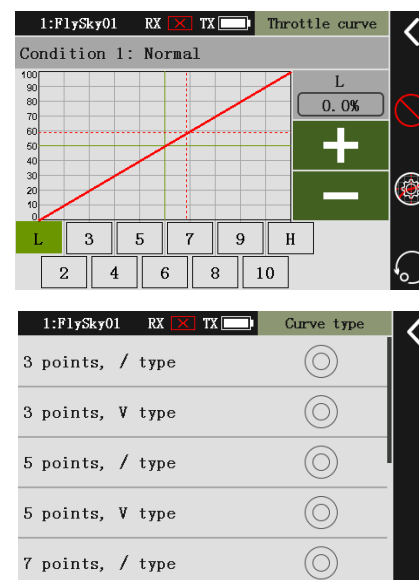 1:FlySky01 RX TX Throttle curve
Condition 1: Normal
100
90
80
70
60
50
40
30
20
10
0
L
0.0%
L 3 5 7 9 H
2 4 6 8 10
1:FlySky01 RX TX Curve type
3 points, / type
3 points, V type
5 points, / type
5 points, V type
7 points, / type